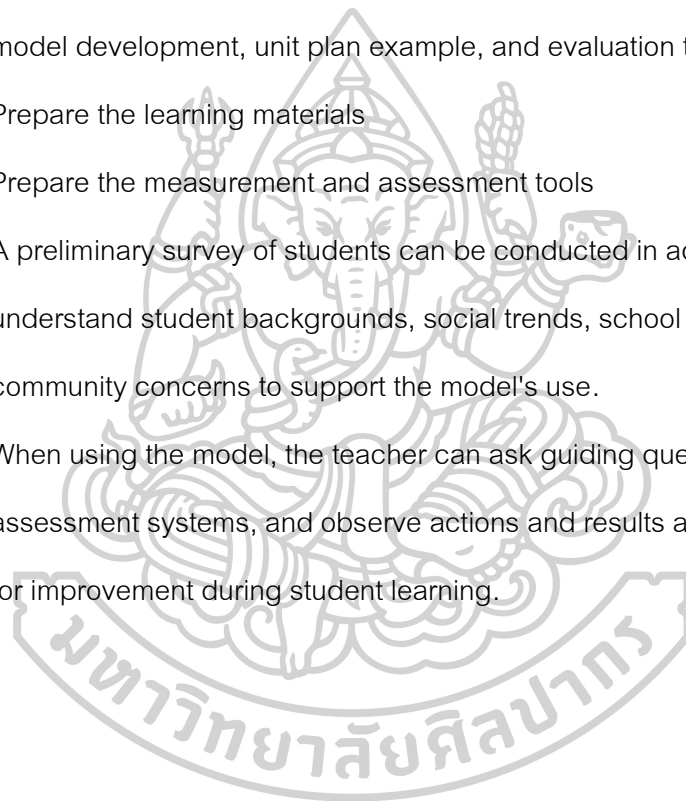 model development, unit plan example, and evaluation
Prepare the learning materials
Prepare the measurement and assessment tools
A preliminary survey of students can be conducted in
understand student backgrounds, social trends, school
community concerns to support the model's use.
When using the model, the teacher can ask guiding
assessment systems, and observe actions and results
for improvement during student learning.
มหาวิทยาลัยศิลปากร